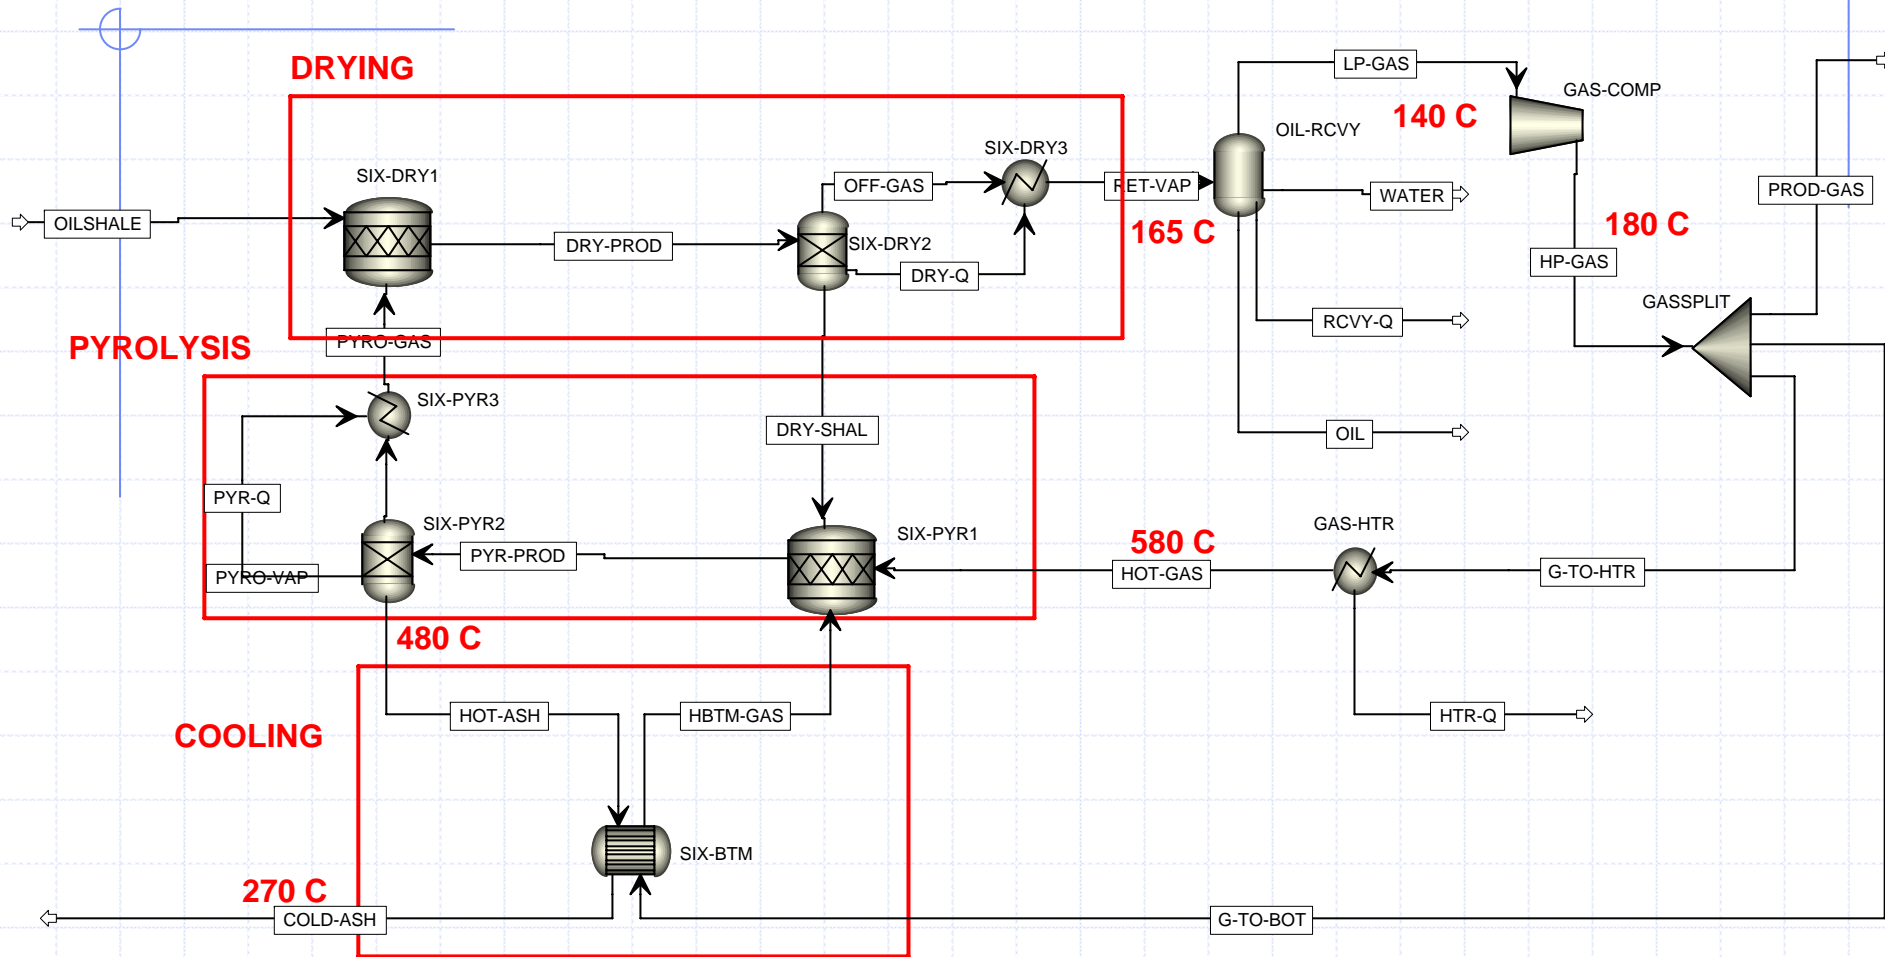 DRYING
LP-GAS
GAS-COMP
140 C
OIL-RCVY
SIX-DRY3
SIX-DRY1
OFF-GAS
RET-VAP
PROD-GAS
WATER
OILSHALE
165 C
180 C
DRY-PROD
SIX-DRY2
DRY-Q
HP-GAS
GASSPLIT
RCVY-Q
PYRO-GAS
PYROLYSIS
SIX-PYR3
DRY-SHAL
OIL
PYR-Q
SIX-PYR2
SIX-PYR1
GAS-HTR
580 C
PYR-PROD
HOT-GAS
G-TO-HTR
PYRO-VAP
480 C
HOT-ASH
HBTM-GAS
HTR-Q
COOLING
SIX-BTM
270 C
COLD-ASH
G-TO-BOT